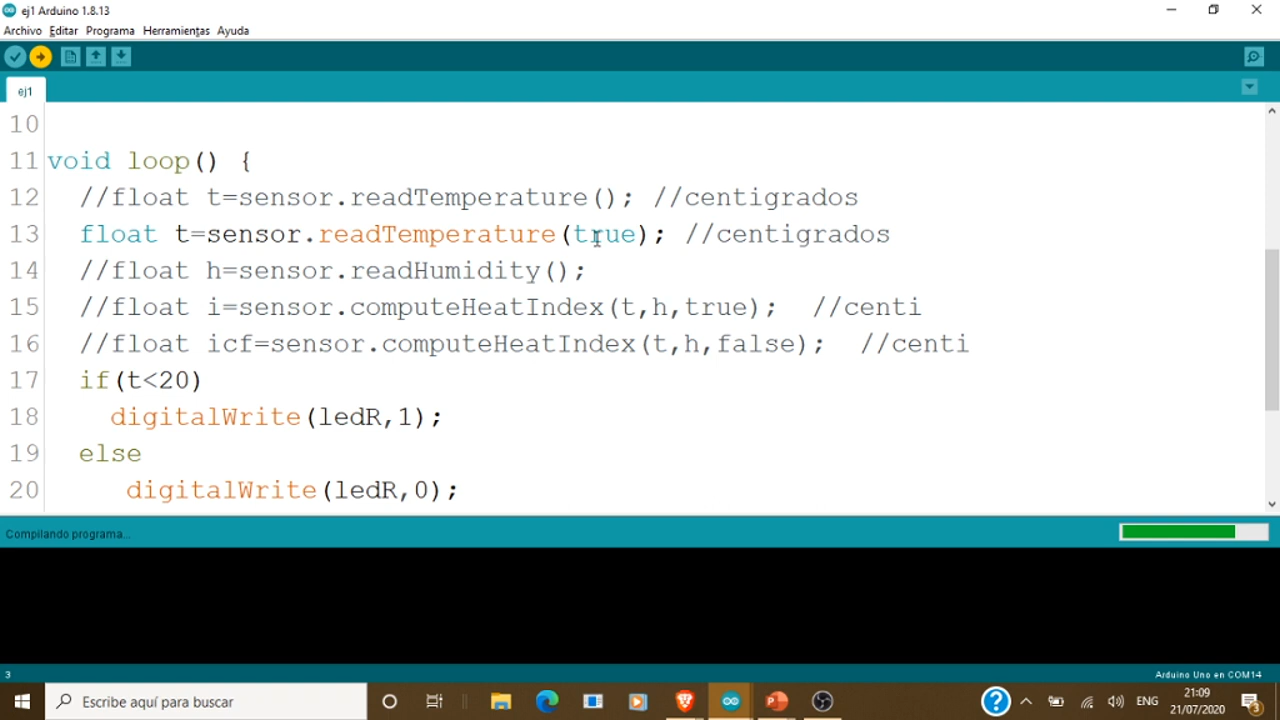 ej1 Arduino 1.8.13
Archivo Editar Programa Herramientas Ayuda
ej1
10
11 void loop() {
12 //float t=sensor.readTemperature(); //centigrados
13 float t=sensor.readTemperature(true); //centigrados
14 //float h=sensor.readHumidity();
15 //float i=sensor.computeHeatIndex(t,h,true); //centi
16 //float icf=sensor.computeHeatIndex(t,h,false); //centi
17 if(t<20)
18 digitalWrite(ledR,1);
19 else
20 digitalWrite(ledR,0);
Compilando programa...
3 Arduino Uno en COM14
Escribe aquí para buscar
ENG
21:09
21/07/2020
3